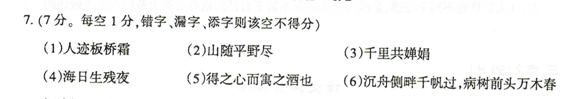 7. (7分。每空1分,错字、漏字、添字则该空不得分)
(1)人迹板桥霜 (2)山随平野尽 (3)千里共婵娟
(4)海日生残夜 (5)得之心而寓之酒也 (6)沉舟侧畔千帆过,病树前头万木春